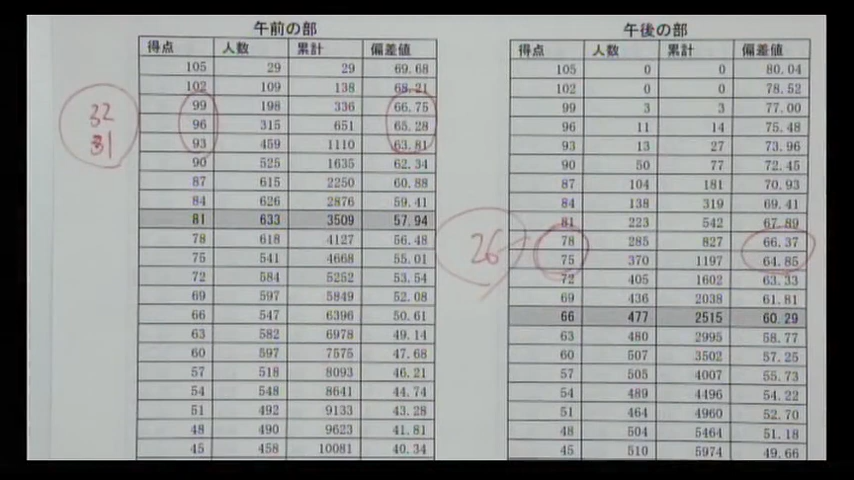 午前の部
得点 人数 累計 偏差値
105 29 29 69.68
102 109 138 68.21
99 198 336 66.75
96 315 651 65.28
93 459 1110 63.81
90 525 1635 62.34
87 615 2250 60.88
84 626 2876 59.41
81 633 3509 57.94
78 618 4127 56.48
75 541 4668 55.01
72 584 5252 53.54
69 597 5849 52.08
66 547 6396 50.61
63 582 6978 49.14
60 597 7575 47.68
57 518 8093 46.21
54 548 8641 44.74
51 492 9133 43.28
48 490 9623 41.81
45 458 10081 40.34
32
31
午後の部
得点 人数 累計 偏差値
105 0 0 80.04
102 0 0 78.52
99 3 3 77.00
96 11 14 75.48
93 13 27 73.96
90 50 77 72.45
87 104 181 70.93
84 138 319 69.41
81 223 542 67.89
78 285 827 66.37
75 370 1197 64.85
72 405 1602 63.33
69 436 2038 61.81
66 477 2515 60.29
63 480 2995 58.77
60 507 3502 57.25
57 505 4007 55.73
54 489 4496 54.22
51 464 4960 52.70
48 504 5464 51.18
45 510 5974 49.66
26